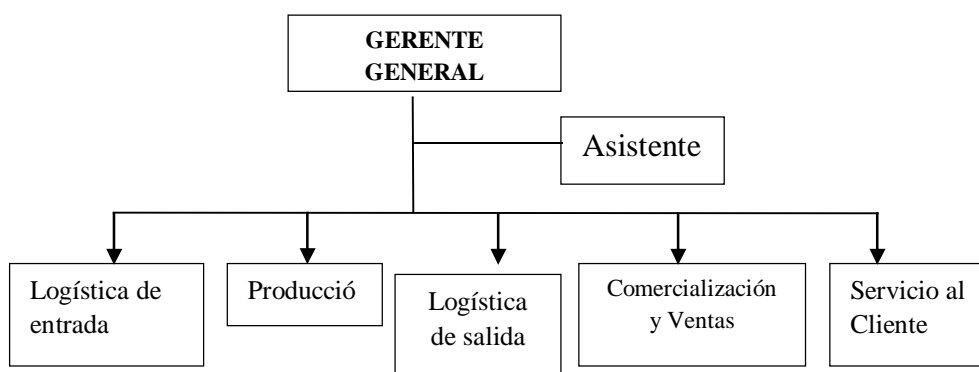 GERENTE
GENERAL
Asistente
Logística de
entrada
Producció
Logística
de salida
Comercialización
y Ventas
Servicio al
Cliente